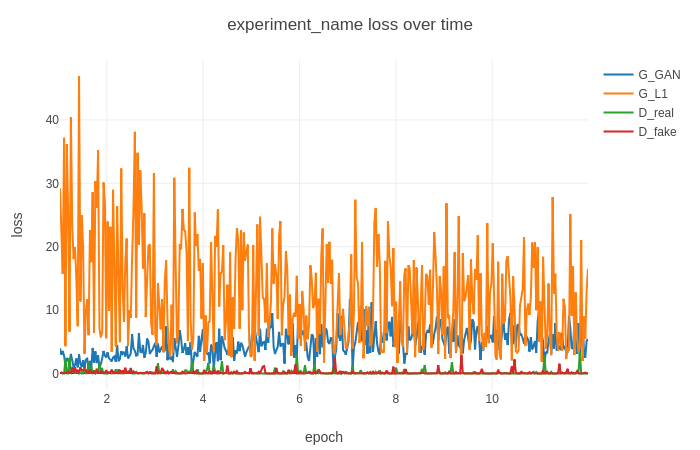 experiment_name loss over time
G_GAN
G_L1
D_real
D_fake
40
30
20
10
0
loss
2
4
6
8
10
epoch